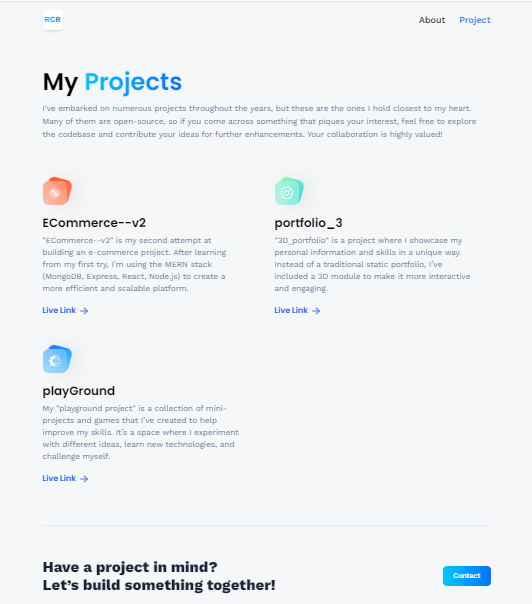 RCR
About Project
My Projects
I've embarked on numerous projects throughout the years, but these are the ones I hold closest to my heart.
Many of them are open-source, so if you come across something that piques your interest, feel free to explore
the codebase and contribute your ideas for further enhancements. Your collaboration is highly valued!
ECommerce--v2
"ECommerce--v2" is my second attempt at
building an e-commerce project. After learning
from my first try, I'm using the MERN stack
(MongoDB, Express, React, Node.js) to create a
more efficient and scalable platform.
Live Link
portfolio_3
"3D_portfolio" is a project where I showcase my
personal information and skills in a unique way.
Instead of a traditional static portfolio, I've
included a 3D module to make it more interactive
and engaging.
Live Link
playGround
My "playground project" is a collection of mini-
projects and games that I've created to help
improve my skills. It's a space where I experiment
with different ideas, learn new technologies, and
challenge myself.
Live Link
Have a project in mind?
Let's build something together!
Contact